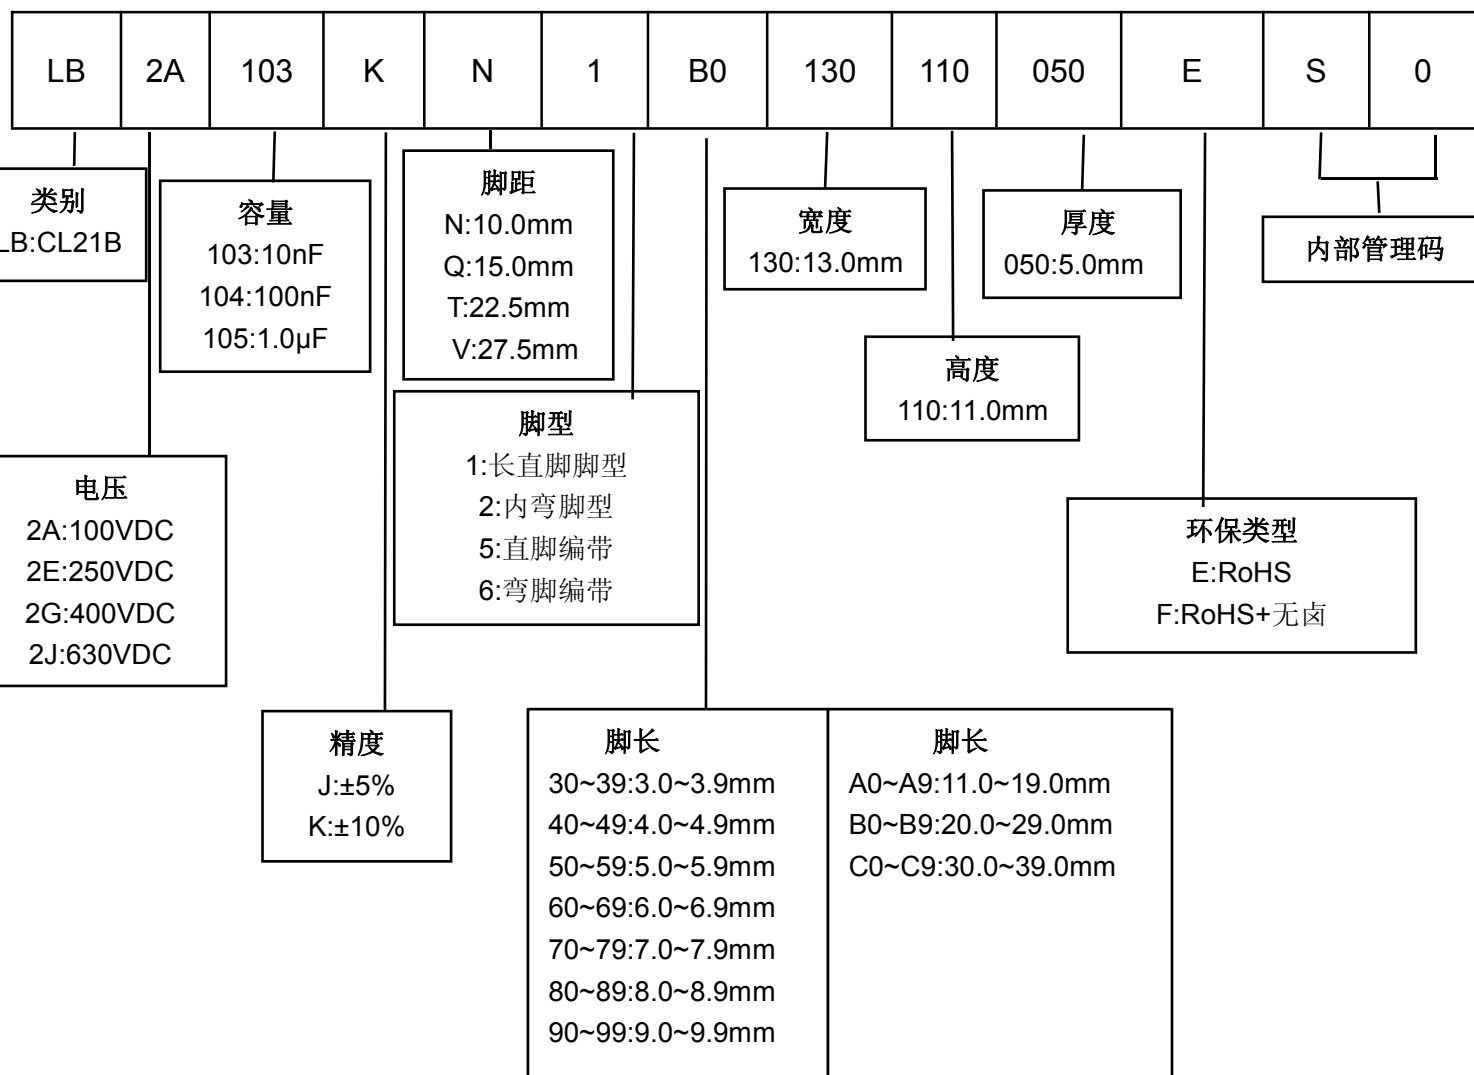 LB 2A 103 K N 1 B0 130 110 050 E S 0
类别
LB:CL21B
容量
103:10nF
104:100nF
105:1.0μF
脚距
N:10.0mm
Q:15.0mm
T:22.5mm
V:27.5mm
宽度
130:13.0mm
厚度
050:5.0mm
内部管理码
高度
110:11.0mm
脚型
1:长直脚脚型
2:内弯脚型
5:直脚编带
6:弯脚编带
电压
2A:100VDC
2E:250VDC
2G:400VDC
2J:630VDC
环保类型
E:RoHS
F:RoHS+无卤
精度
J:±5%
K:±10%
脚长
30~39:3.0~3.9mm
40~49:4.0~4.9mm
50~59:5.0~5.9mm
60~69:6.0~6.9mm
70~79:7.0~7.9mm
80~89:8.0~8.9mm
90~99:9.0~9.9mm
脚长
A0~A9:11.0~19.0mm
B0~B9:20.0~29.0mm
C0~C9:30.0~39.0mm